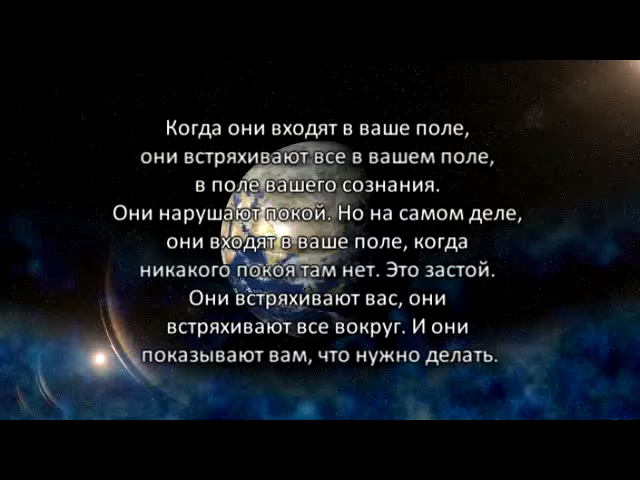 Когда они входят в ваше поле,
они встряхивают все в вашем поле,
в поле вашего сознания.
Они нарушают покой. Но на самом деле,
они входят в ваше поле, когда
никакого покоя там нет. Это застой.
Они встряхивают вас, они
встряхивают все вокруг. И они
показывают вам, что нужно делать.